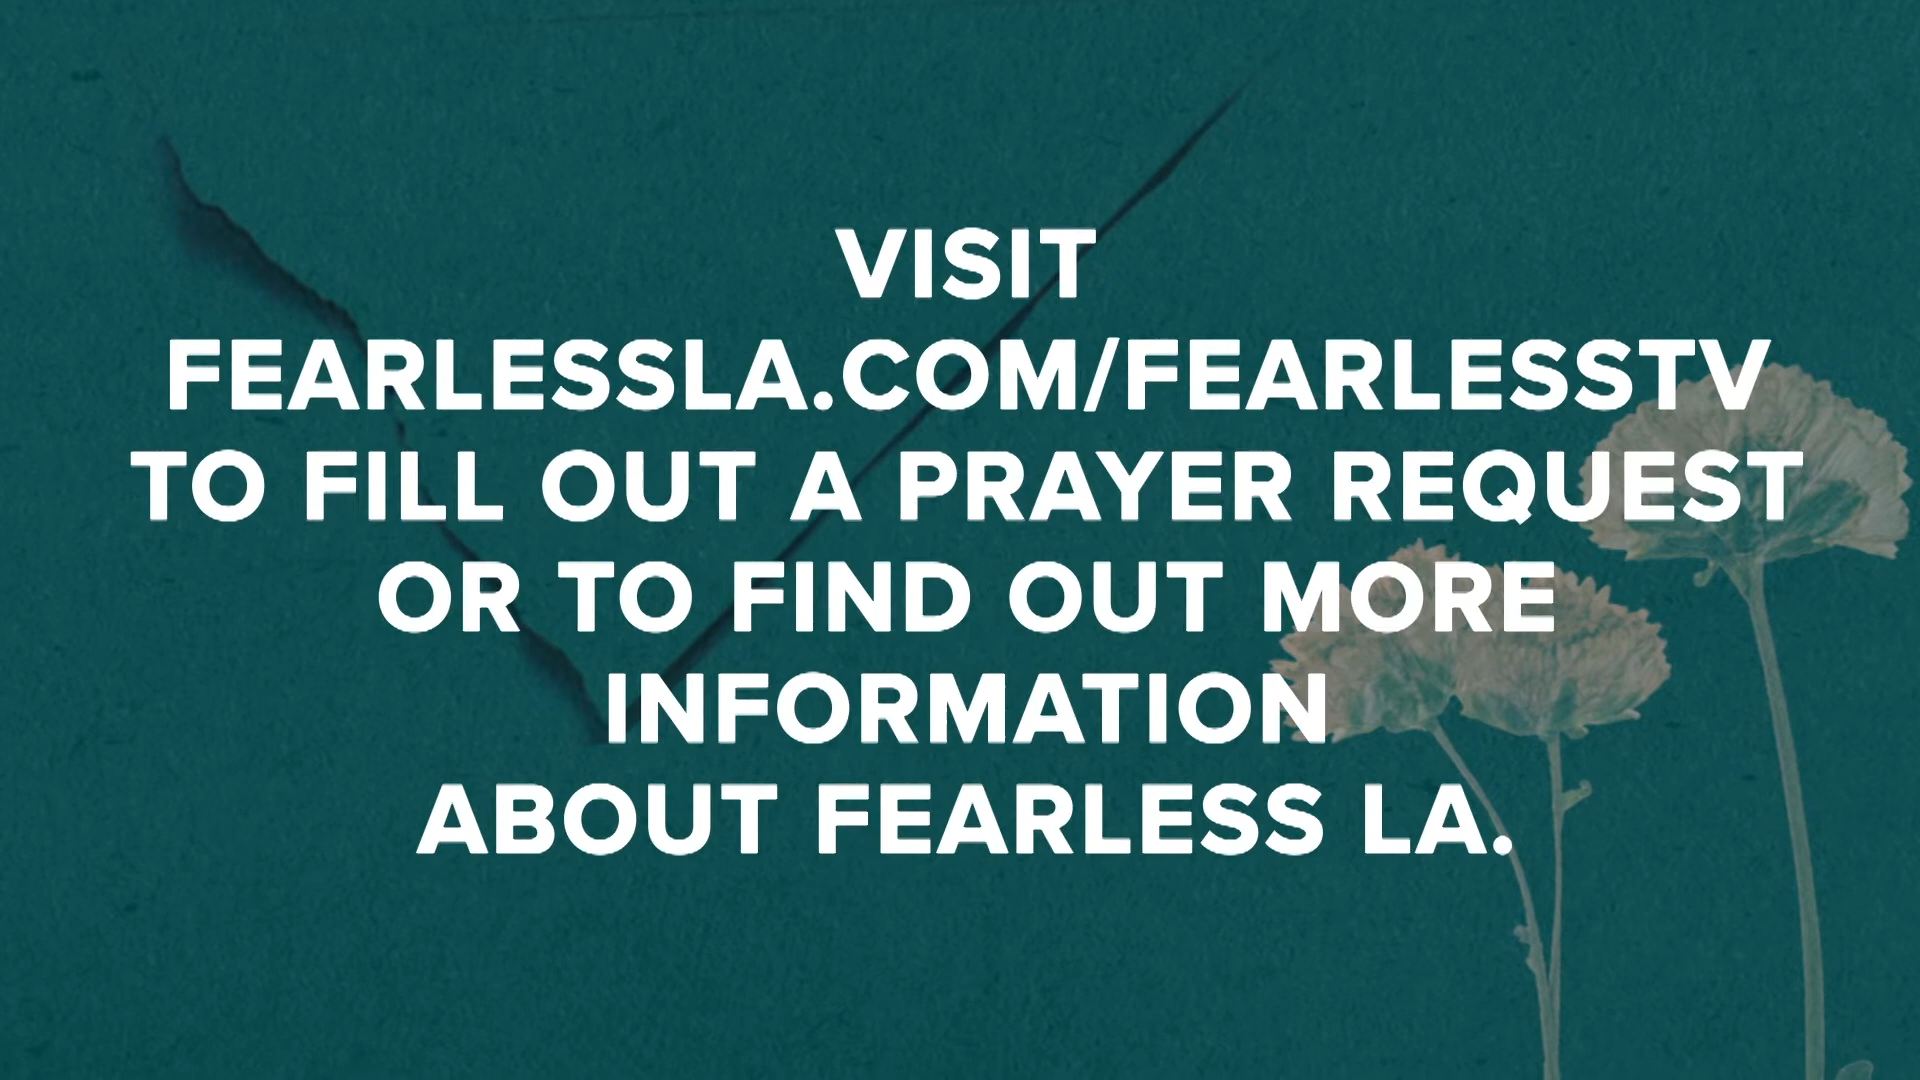 VISIT
FEARLESSLA.COM/FEARLESSTV
TO FILL OUT A PRAYER REQUEST
OR TO FIND OUT MORE
INFORMATION
ABOUT FEARLESS LA.